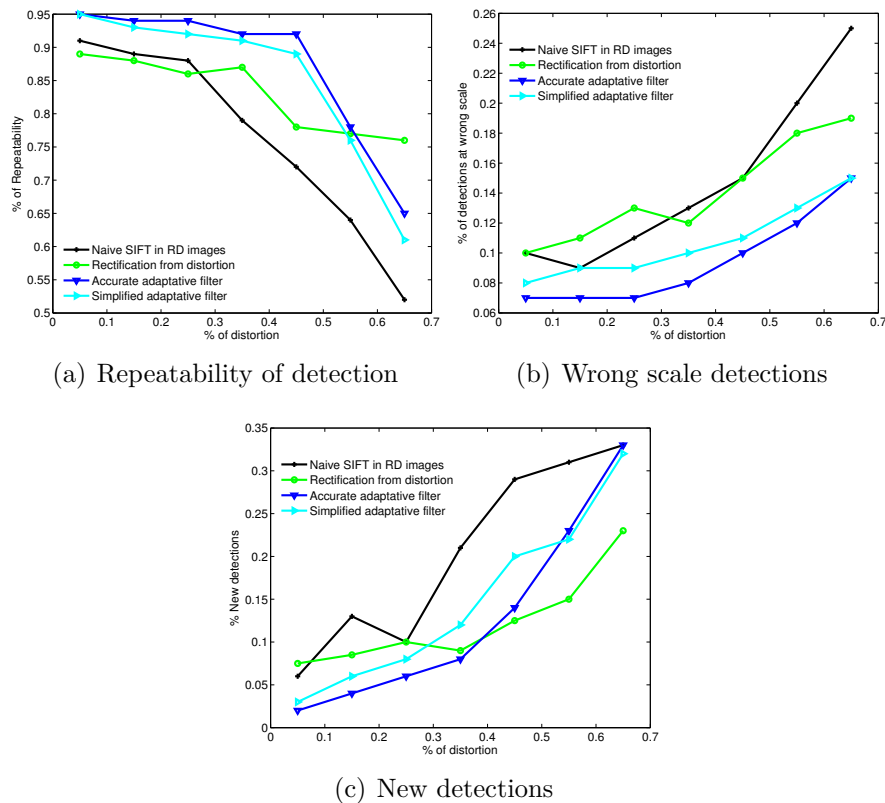 0.95
0.9
0.85
0.8
0.75
0.7
0.65
0.6
0.55
0.5
% of Repeatability
Naive SIFT in RD images
Rectification from distortion
Accurate adaptative filter
Simplified adaptative filter
0 0.1 0.2 0.3 0.4 0.5 0.6 0.7
% of distortion
(a) Repeatability of detection
0.26
0.24
0.22
0.2
0.18
0.16
0.14
0.12
0.1
0.08
0.06
% of detections at wrong scale
Naive SIFT in RD images
Rectification from distortion
Accurate adaptative filter
Simplified adaptative filter
0 0.1 0.2 0.3 0.4 0.5 0.6 0.7
% of distortion
(b) Wrong scale detections
0.35
0.3
0.25
0.2
0.15
0.1
0.05
0
% New detections
Naive SIFT in RD images
Rectification from distortion
Accurate adaptative filter
Simplified adaptative filter
0 0.1 0.2 0.3 0.4 0.5 0.6 0.7
% of distortion
(c) New detections